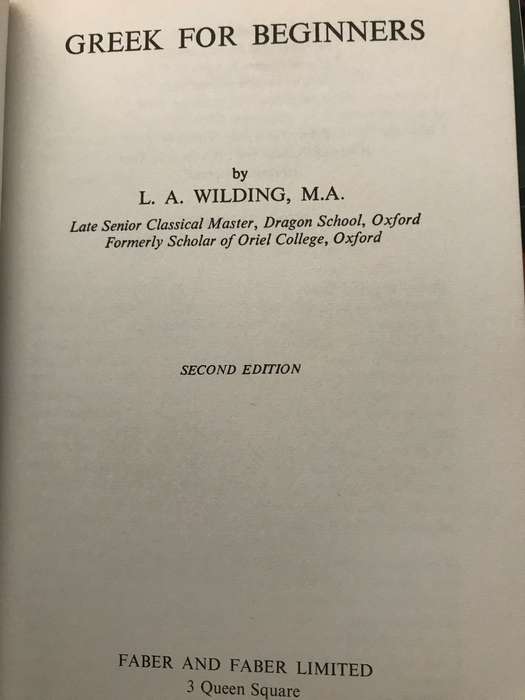 GREEK FOR BEGINNERS
by
L. A. WILDING, M.A.
Late Senior Classical Master, Dragon School, Oxford
Formerly Scholar of Oriel College, Oxford
SECOND EDITION
FABER AND FABER LIMITED
3 Queen Square